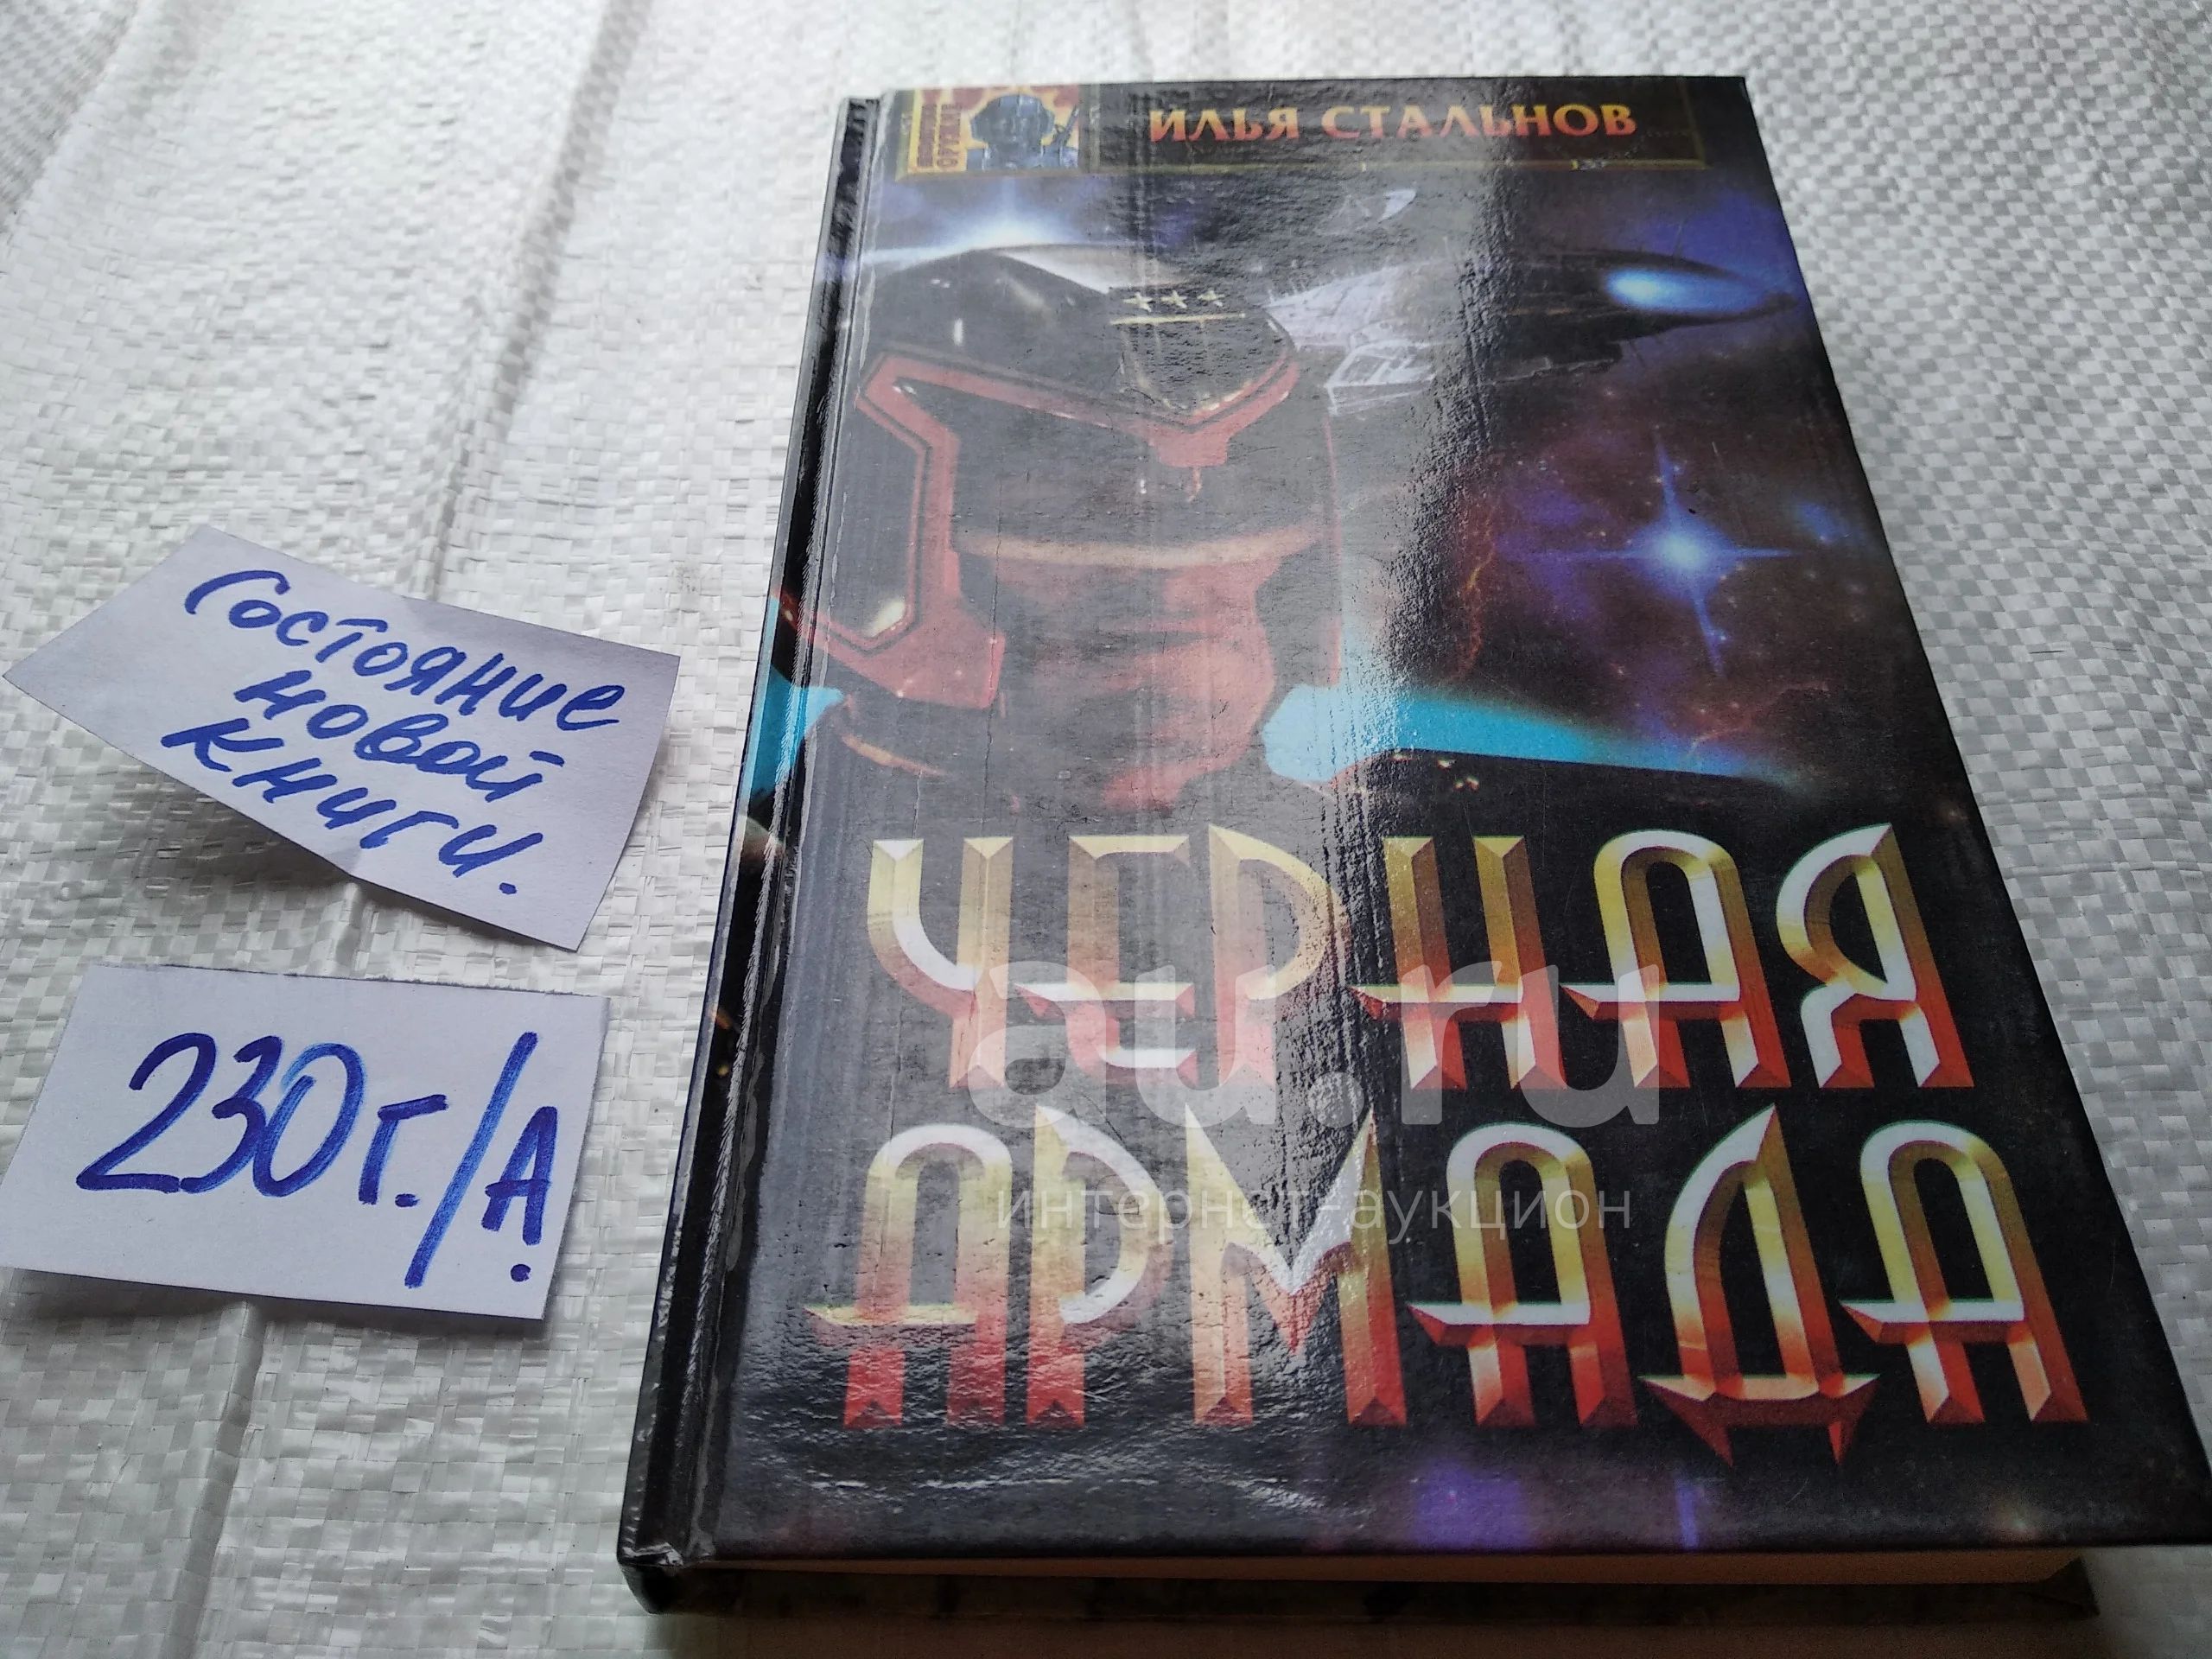 ИЛЬЯ СТАЛЬНОВ
Состояние
новой
книги.
230г./А.
ЧЕРНАЯ
АРМАДА
au.ru
интернет-аукцион